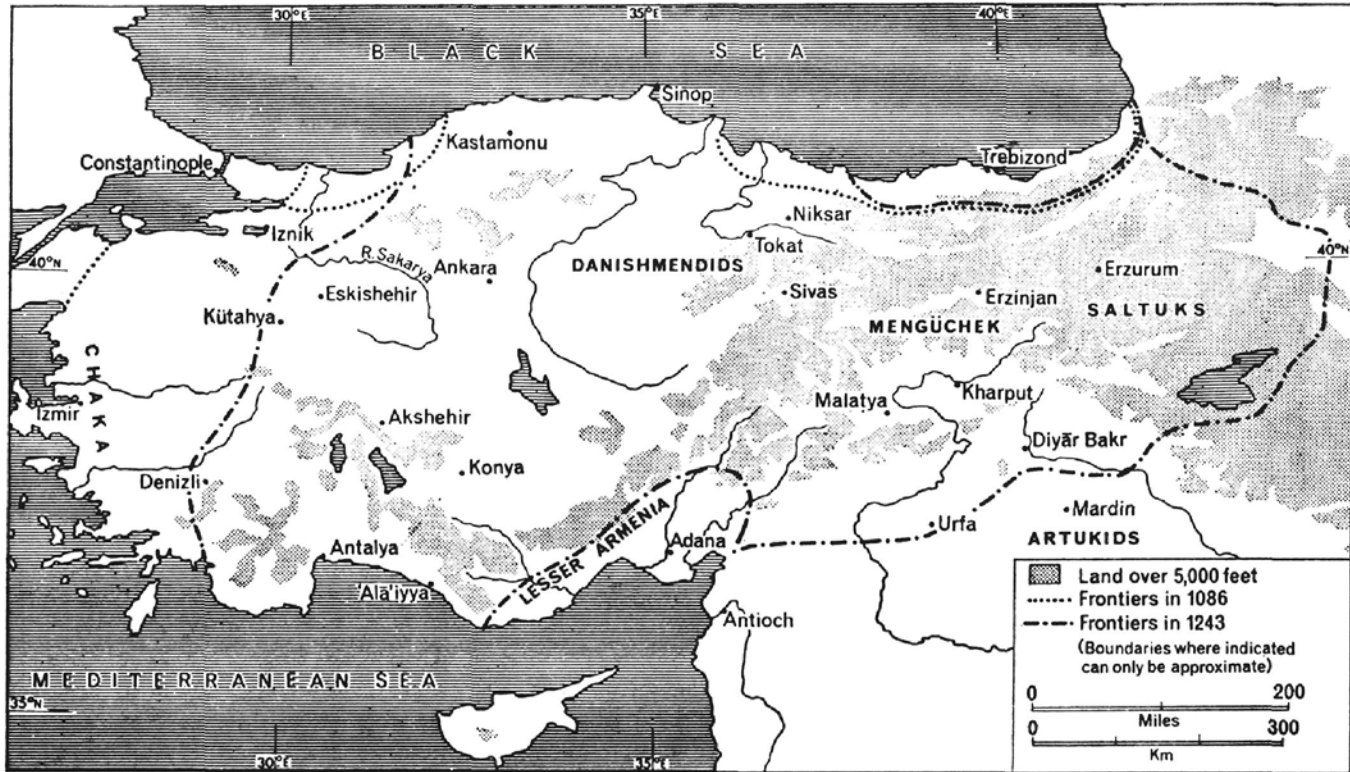 30°E
35°E
40°E
BLACK SEA
Sinop
Kastamonu
Constantinople
Trebizond
Iznik
Niksar
Tokat
40°N
R. Sakarya
Ankara
DANISHMENDIDS
40°N
Erzurum
Eskishehir
Sivas
Erzinjan
SALTUKS
Kütahya
MENGÜCHEK
CHAKA
Izmir
Malatya
Kharput
Akshehir
Diyār Bakr
Konya
Denizli
Urfa
Mardin
LESSER ARMENIA
ARTUKIDS
Antalya
Adana
'Alā'iyya
Antioch
MEDITERRANEAN SEA
35°N
30°E
35°E
Land over 5,000 feet
Frontiers in 1086
Frontiers in 1243
(Boundaries where indicated
can only be approximate)
0 200
Miles
0 300
Km